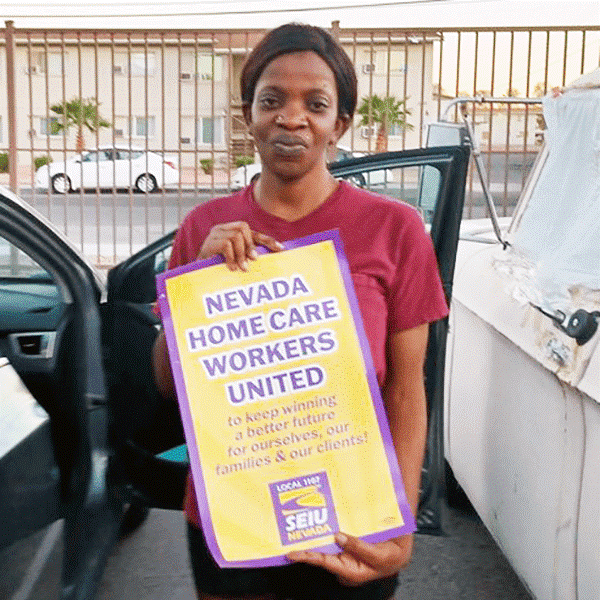 NEVADA
HOME CARE
WORKERS
UNITED
to keep winning
a better future
for ourselves, our
families & our clients!
LOCAL 1107
SEIU
NEVADA